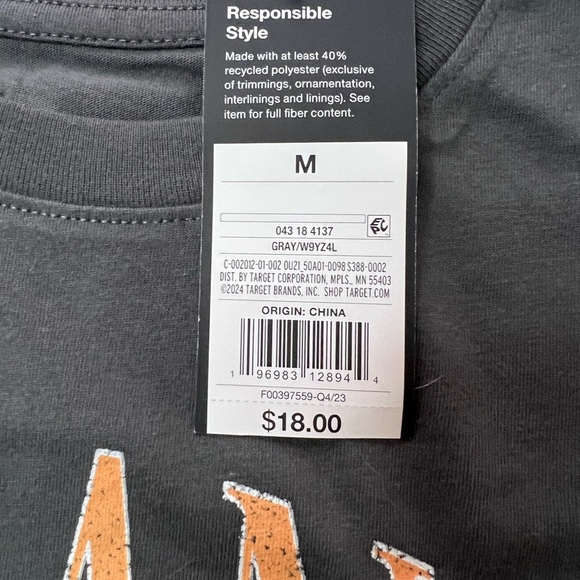 Responsible
Style
Made with at least 40%
recycled polyester (exclusive
of trimmings, ornamentation,
interlinings and linings). See
item for full fiber content.
M
043 18 4137
GRAY/W9YZ4L
C-002012-01-002 0U21_50A01-0098 S388-0002
DIST. BY TARGET CORPORATION, MPLS., MN 55403
©2024 TARGET BRANDS, INC. SHOP TARGET.COM
ORIGIN: CHINA
1 96983 12894 4
F00397559-Q4/23
$18.00